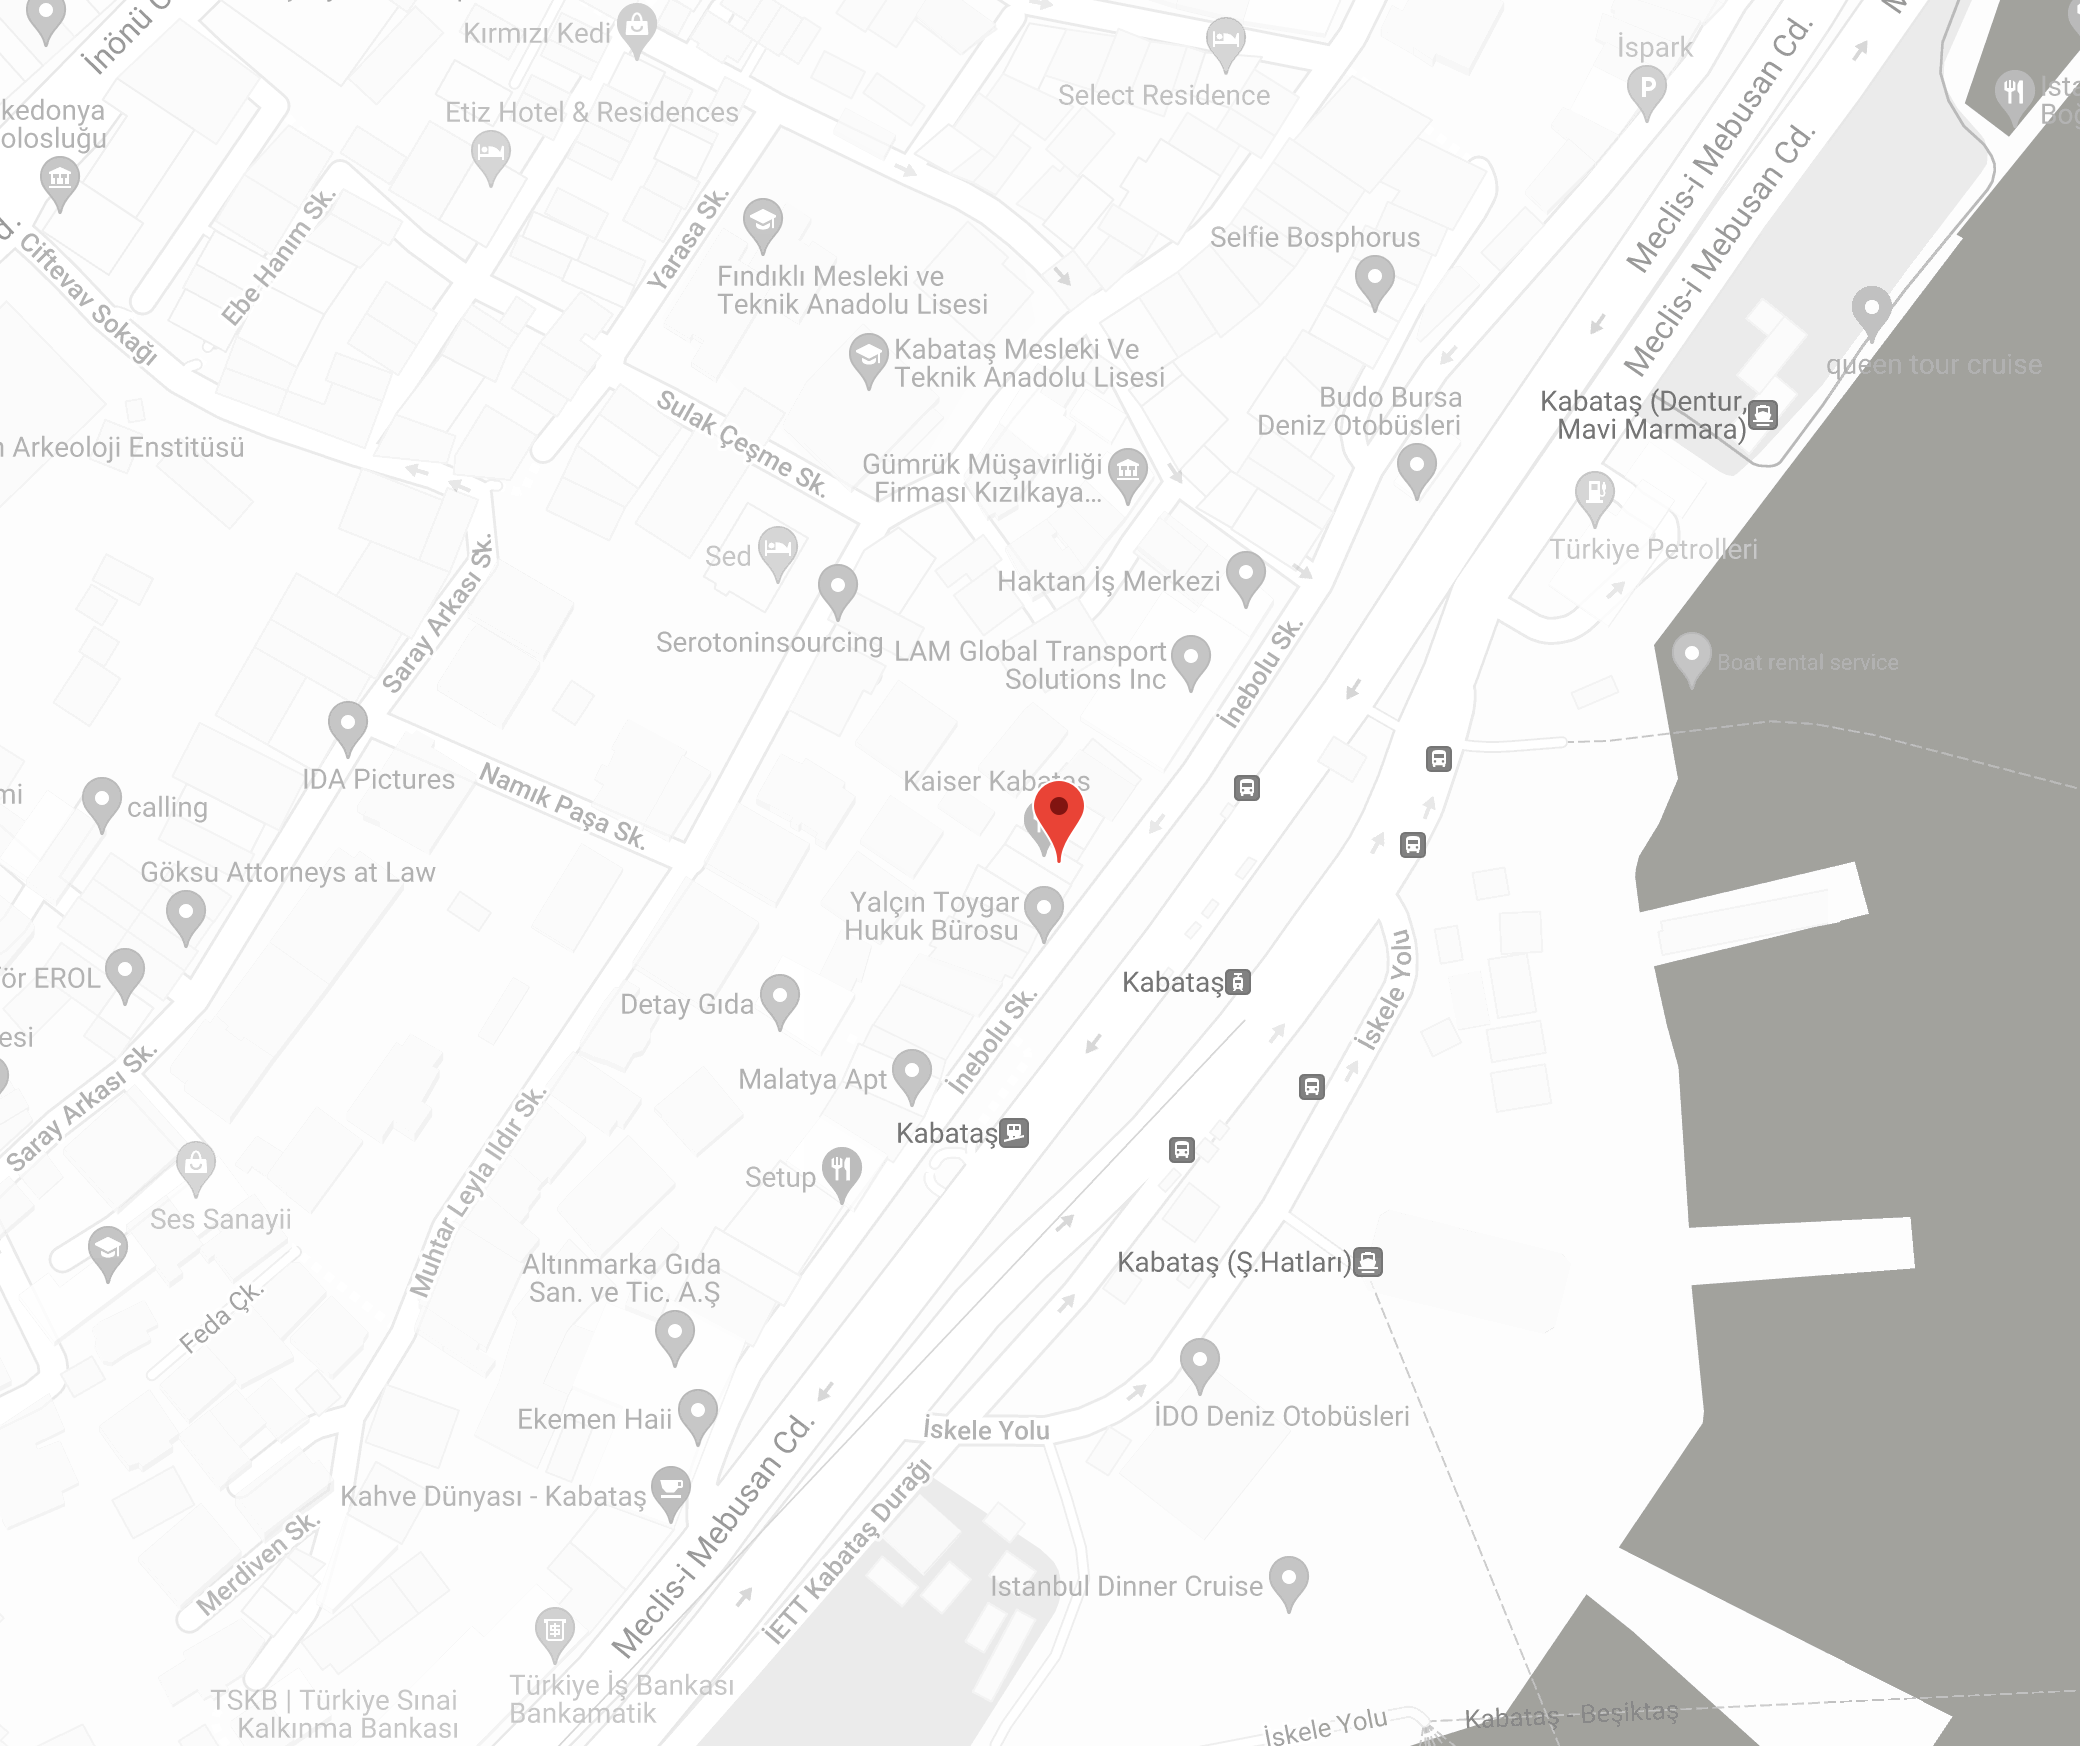 İnönü C
Kırmızı Kedi
Etiz Hotel & Residences
Select Residence
İspark
P
Meclis-i Mebusan Cd.
Meclis-i Mebusan Cd.
kedonya
olosluğu
Ebe Hanım Sk.
Yarasa Sk.
Çiftevav Sokağı
Fındıklı Mesleki ve
Teknik Anadolu Lisesi
Selfie Bosphorus
Kabataş Mesleki Ve
Teknik Anadolu Lisesi
queen tour cruise
Budo Bursa
Deniz Otobüsleri
Kabataş (Dentur,
Mavi Marmara)
Sulak Çeşme Sk.
Arkeoloji Enstitüsü
Gümrük Müşavirliği
Firması Kızılkaya...
Türkiye Petrolleri
Sed
Haktan İş Merkezi
Saray Arkası Sk.
Serotoninsourcing
LAM Global Transport
Solutions Inc
İnebolu Sk.
Boat rental service
IDA Pictures
Namık Paşa Sk.
Kaiser Kabataş
mi
calling
Göksu Attorneys at Law
Yalçın Toygar
Hukuk Bürosu
ör EROL
Detay Gıda
Kabataş
İskele Yolu
esi
Saray Arkası Sk.
Malatya Apt
İnebolu Sk.
Kabataş
Setup
Ses Sanayii
Muhtar Leyla Ildır Sk.
Altınmarka Gıda
San. ve Tic. A.Ş
Kabataş (Ş.Hatları)
Feda Çk.
Ekemen Haii
İskele Yolu
İDO Deniz Otobüsleri
Kahve Dünyası - Kabataş
Meclis-i Mebusan Cd.
İETT Kabataş Durağı
Merdiven Sk.
Istanbul Dinner Cruise
Türkiye İş Bankası
Bankamatik
TSKB | Türkiye Sınai
Kalkınma Bankası
İskele Yolu
Kabataş - Beşiktaş